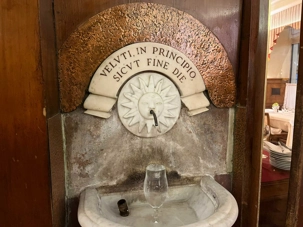 VELVTI, IN PRINCIPIO
SICVT FINE DIE